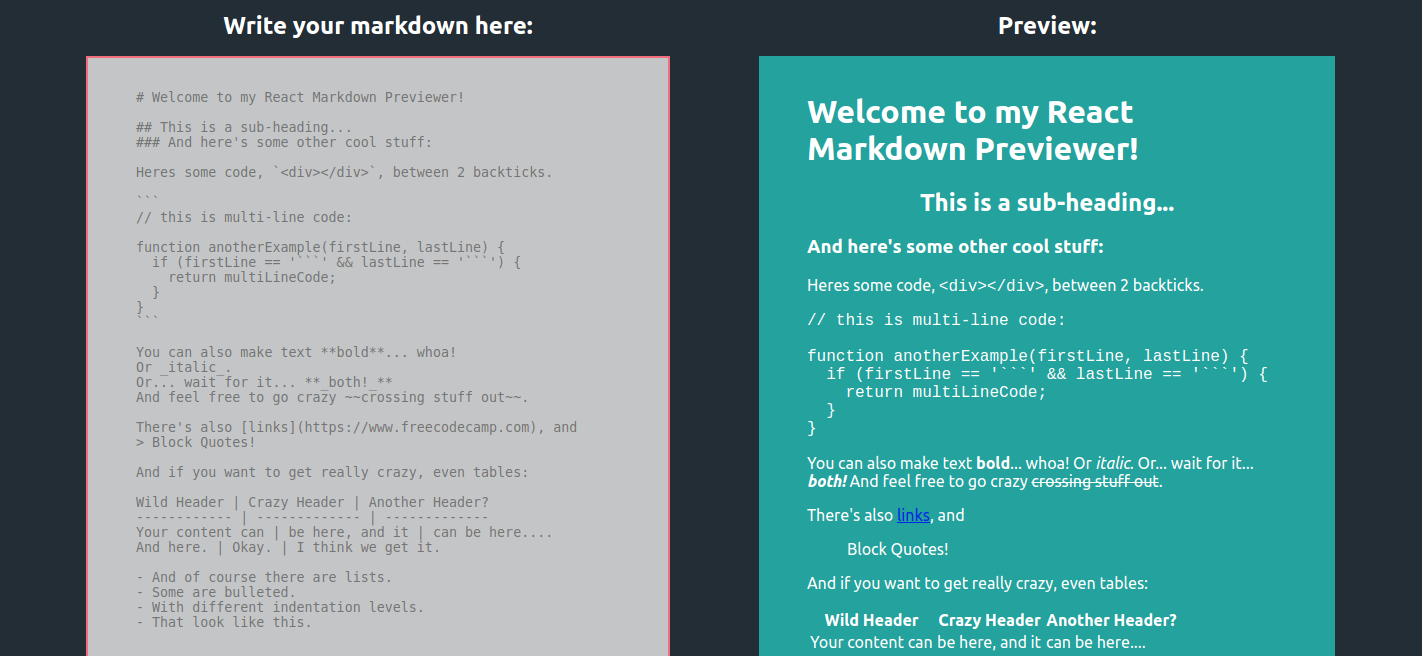 Write your markdown here:
# Welcome to my React Markdown Previewer!
## This is a sub-heading...
### And here's some other cool stuff:
Heres some code, `<div></div>`, between 2 backticks.
```
// this is multi-line code:
function anotherExample(firstLine, lastLine) {
  if (firstLine == '```' && lastLine == '```') {
    return multiLineCode;
  }
}
```
You can also make text **bold**... whoa!
Or _italic_.
Or... wait for it... **_both!_**
And feel free to go crazy ~~crossing stuff out~~.
There's also [links](https://www.freecodecamp.com), and
> Block Quotes!
And if you want to get really crazy, even tables:
Wild Header | Crazy Header | Another Header?
------------ | ------------- | -------------
Your content can | be here, and it | can be here....
And here. | Okay. | I think we get it.
- And of course there are lists.
- Some are bulleted.
- With different indentation levels.
- That look like this.
Preview:
Welcome to my React
Markdown Previewer!
This is a sub-heading...
And here's some other cool stuff:
Heres some code, <div></div>, between 2 backticks.
// this is multi-line code:
function anotherExample(firstLine, lastLine) {
  if (firstLine == '```' && lastLine == '```') {
    return multiLineCode;
  }
}
You can also make text bold... whoa! Or italic. Or... wait for it...
both! And feel free to go crazy crossing stuff out.
There's also links, and
Block Quotes!
And if you want to get really crazy, even tables:
Wild Header Crazy Header Another Header?
Your content can be here, and it can be here....